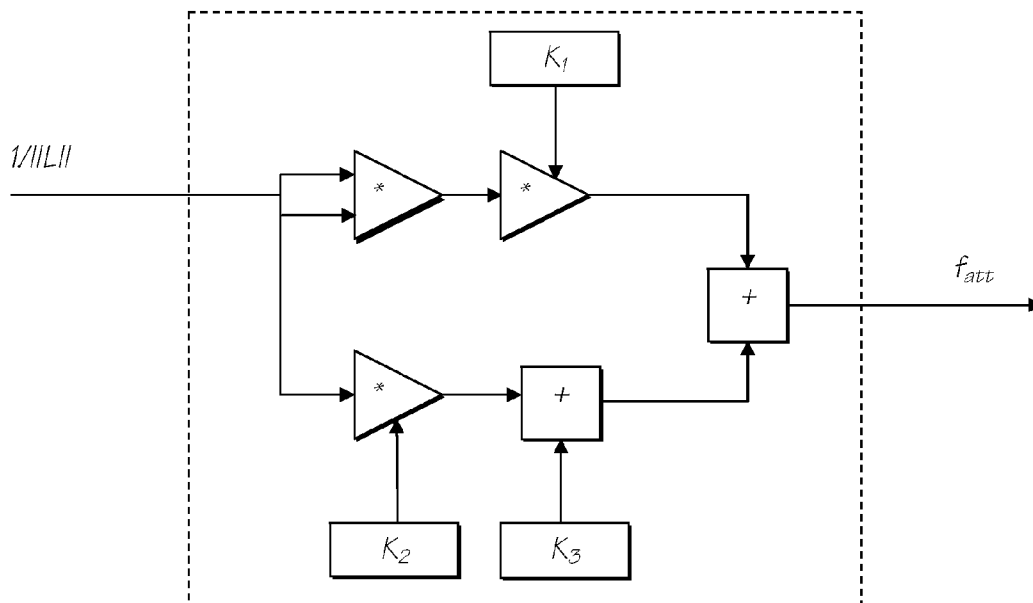 K₁
1/||L||
*
*
+
f_att
*
+
K₂
K₃